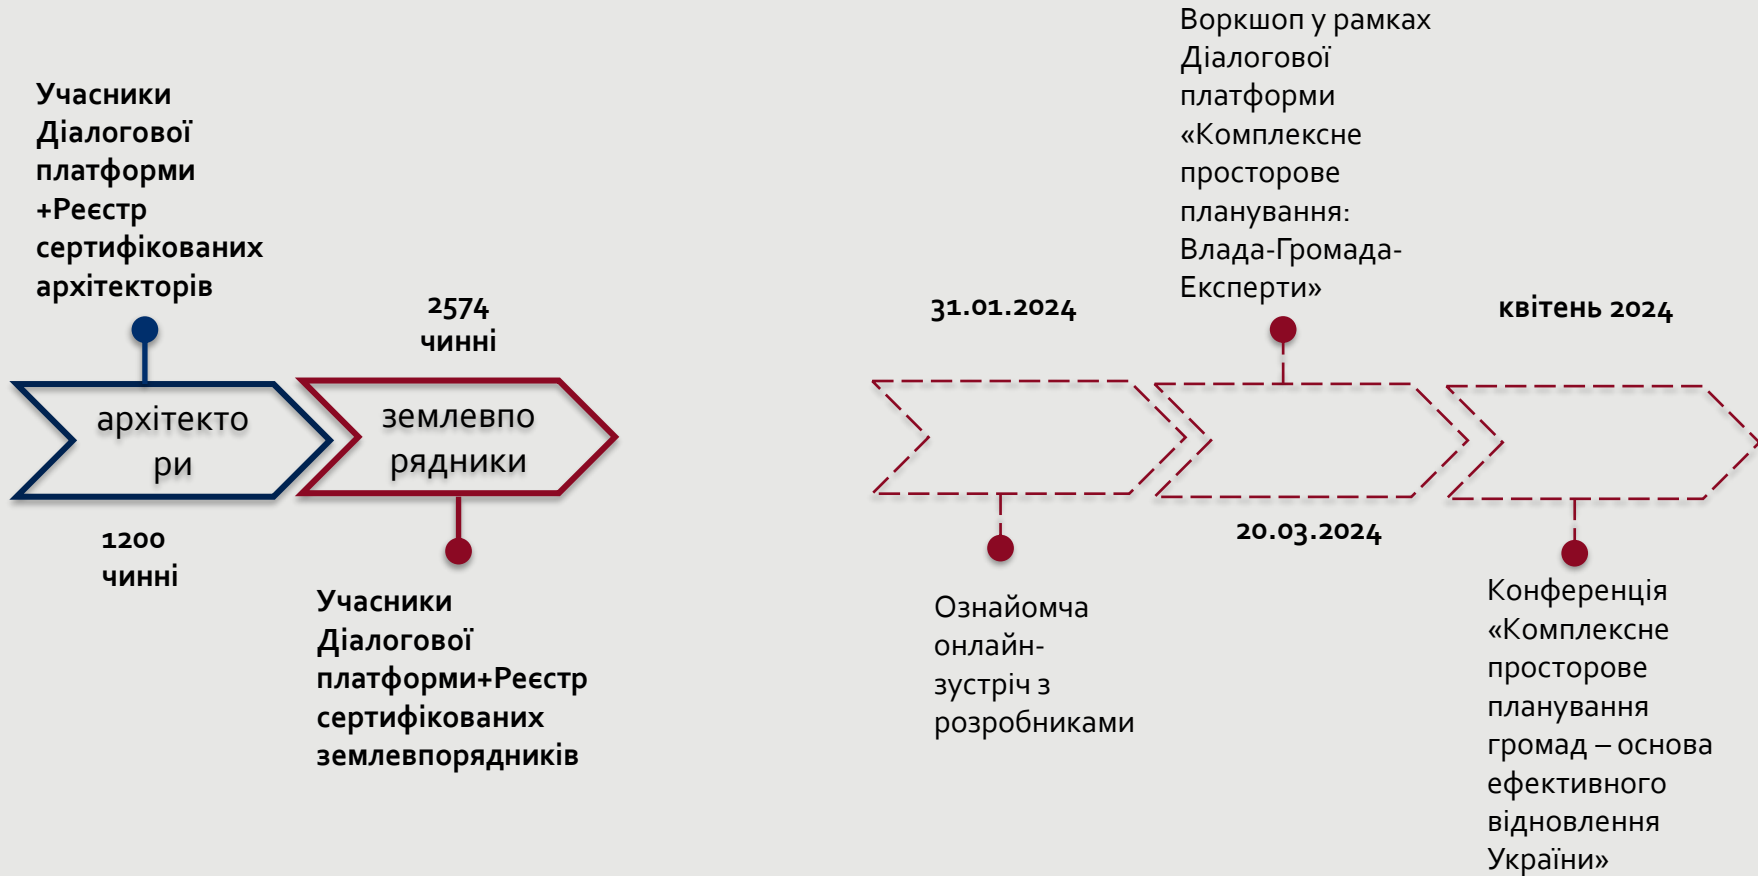 Учасники
Діалогової
платформи
+Реєстр
сертифікованих
архітекторів
архітекто
ри
1200
чинні
2574
чинні
землевпо
рядники
Учасники
Діалогової
платформи+Реєстр
сертифікованих
землевпорядників
31.01.2024
Ознайомча
онлайн-
зустріч з
розробниками
Воркшоп у рамках
Діалогової
платформи
«Комплексне
просторове
планування:
Влада-Громада-
Експерти»
20.03.2024
квітень 2024
Конференція
«Комплексне
просторове
планування
громад – основа
ефективного
відновлення
України»